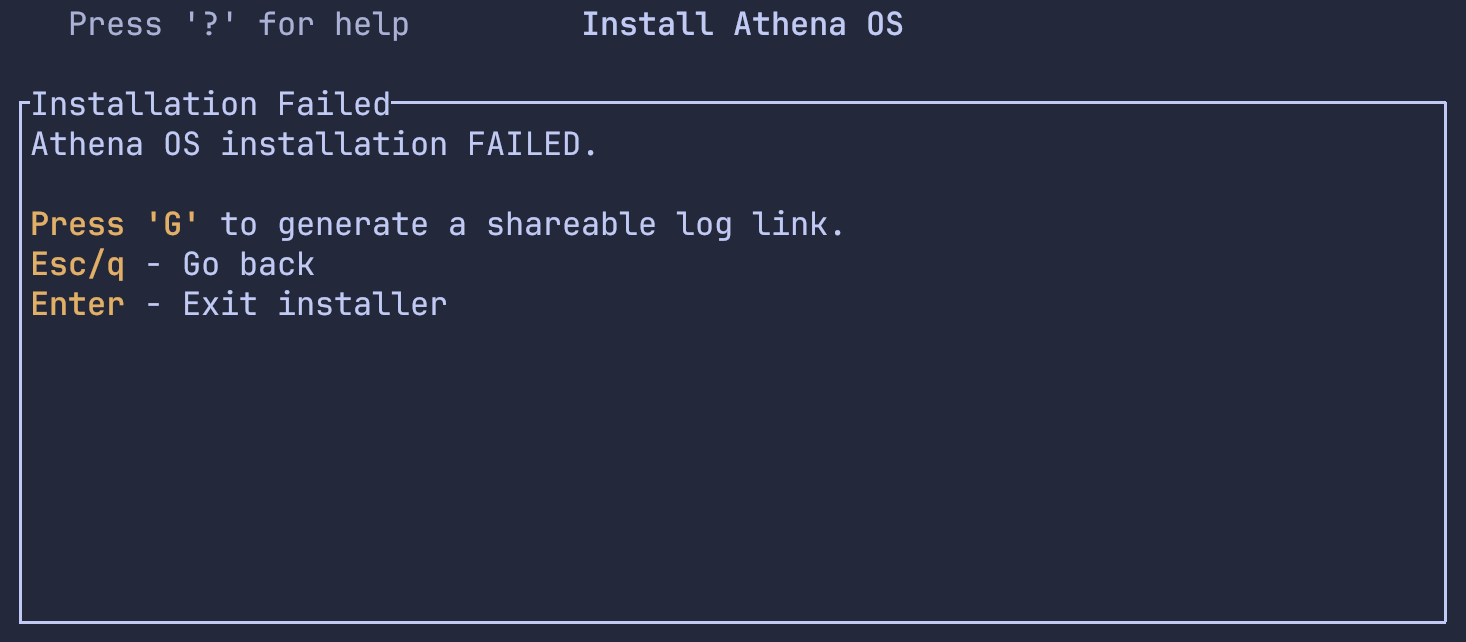 Press '?' for help Install Athena OS
Installation Failed
Athena OS installation FAILED.
Press 'G' to generate a shareable log link.
Esc/q - Go back
Enter - Exit installer